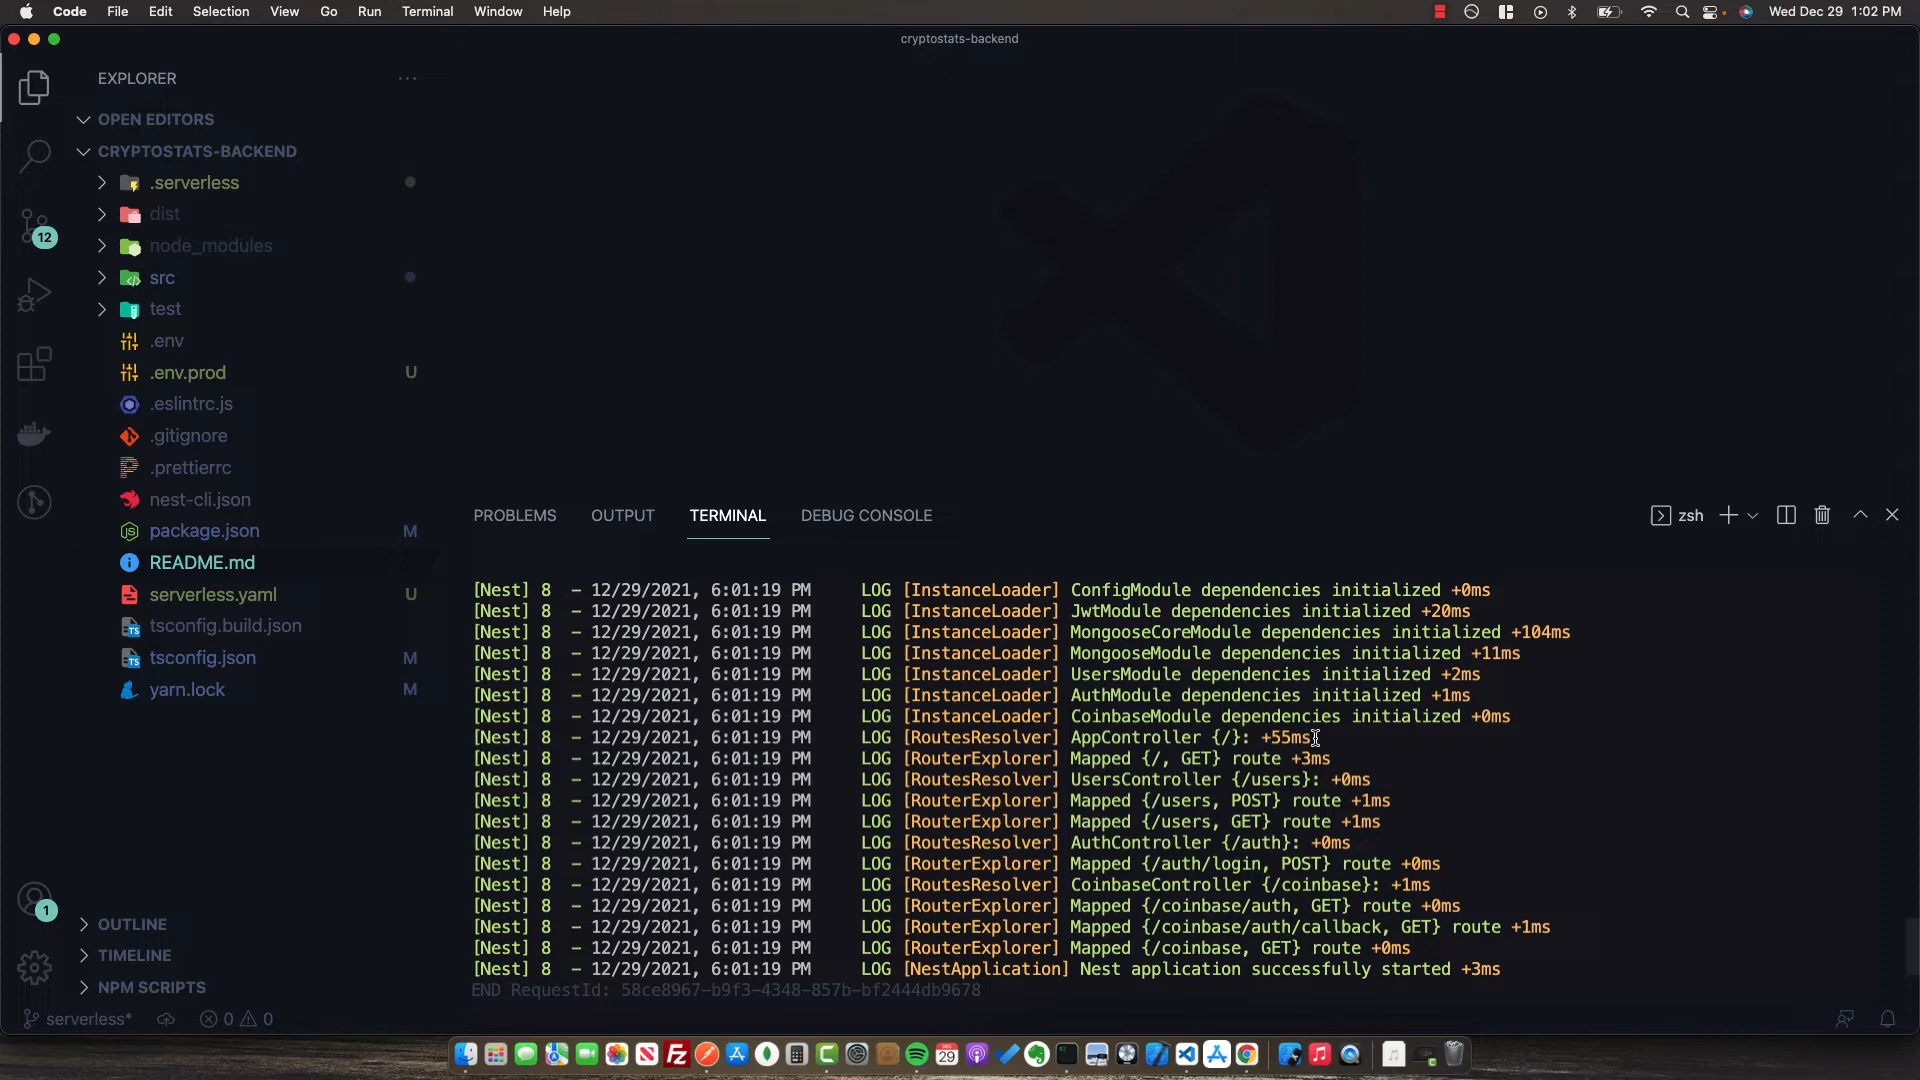 Code File Edit Selection View Go Run Terminal Window Help Wed Dec 29 1:02 PM
cryptostats-backend
EXPLORER
OPEN EDITORS
CRYPTOSTATS-BACKEND
.serverless
dist
node_modules
src
test
.env
.env.prod U
.eslintrc.js
.gitignore
.prettierrc
nest-cli.json
package.json M
README.md
serverless.yaml U
tsconfig.build.json
tsconfig.json M
yarn.lock M
OUTLINE
TIMELINE
NPM SCRIPTS
12
1
serverless* 0 0
PROBLEMS OUTPUT TERMINAL DEBUG CONSOLE zsh
[Nest] 8 - 12/29/2021, 6:01:19 PM LOG [InstanceLoader] ConfigModule dependencies initialized +0ms
[Nest] 8 - 12/29/2021, 6:01:19 PM LOG [InstanceLoader] JwtModule dependencies initialized +20ms
[Nest] 8 - 12/29/2021, 6:01:19 PM LOG [InstanceLoader] MongooseCoreModule dependencies initialized +104ms
[Nest] 8 - 12/29/2021, 6:01:19 PM LOG [InstanceLoader] MongooseModule dependencies initialized +11ms
[Nest] 8 - 12/29/2021, 6:01:19 PM LOG [InstanceLoader] UsersModule dependencies initialized +2ms
[Nest] 8 - 12/29/2021, 6:01:19 PM LOG [InstanceLoader] AuthModule dependencies initialized +1ms
[Nest] 8 - 12/29/2021, 6:01:19 PM LOG [InstanceLoader] CoinbaseModule dependencies initialized +0ms
[Nest] 8 - 12/29/2021, 6:01:19 PM LOG [RoutesResolver] AppController {/}: +55ms
[Nest] 8 - 12/29/2021, 6:01:19 PM LOG [RouterExplorer] Mapped {/, GET} route +3ms
[Nest] 8 - 12/29/2021, 6:01:19 PM LOG [RoutesResolver] UsersController {/users}: +0ms
[Nest] 8 - 12/29/2021, 6:01:19 PM LOG [RouterExplorer] Mapped {/users, POST} route +1ms
[Nest] 8 - 12/29/2021, 6:01:19 PM LOG [RouterExplorer] Mapped {/users, GET} route +1ms
[Nest] 8 - 12/29/2021, 6:01:19 PM LOG [RoutesResolver] AuthController {/auth}: +0ms
[Nest] 8 - 12/29/2021, 6:01:19 PM LOG [RouterExplorer] Mapped {/auth/login, POST} route +0ms
[Nest] 8 - 12/29/2021, 6:01:19 PM LOG [RoutesResolver] CoinbaseController {/coinbase}: +1ms
[Nest] 8 - 12/29/2021, 6:01:19 PM LOG [RouterExplorer] Mapped {/coinbase/auth, GET} route +0ms
[Nest] 8 - 12/29/2021, 6:01:19 PM LOG [RouterExplorer] Mapped {/coinbase/auth/callback, GET} route +1ms
[Nest] 8 - 12/29/2021, 6:01:19 PM LOG [RouterExplorer] Mapped {/coinbase, GET} route +0ms
[Nest] 8 - 12/29/2021, 6:01:19 PM LOG [NestApplication] Nest application successfully started +3ms
END RequestId: 58ce8967-b9f3-4348-857b-bf2444db9678
DEC
29